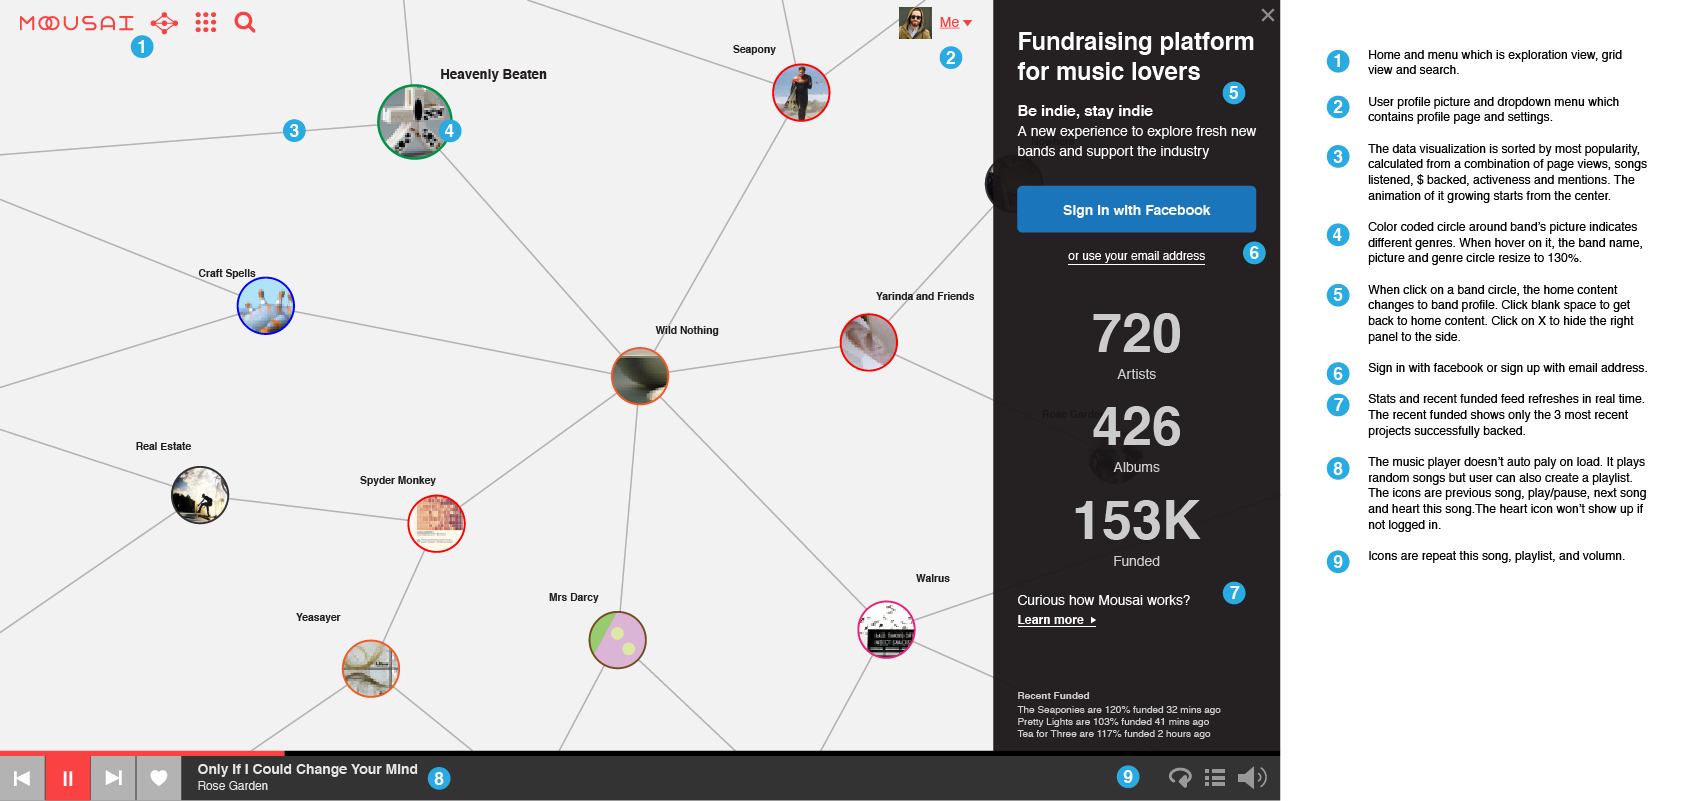 MOUSAI
1
Me
2
Seapony
Heavenly Beaten
3
4
Craft Spells
Yarinda and Friends
Wild Nothing
Real Estate
Spyder Monkey
Walrus
Mrs Darcy
Yeasayer
Fundraising platform
for music lovers
5
Be indie, stay indie
A new experience to explore fresh new
bands and support the industry
Sign in with Facebook
or use your email address
6
720
Artists
Rose Garden
426
Albums
153K
Funded
Curious how Mousai works?
7
Learn more
Recent Funded
The Seaponies are 120% funded 32 mins ago
Pretty Lights are 103% funded 41 mins ago
Tea for Three are 117% funded 2 hours ago
Only If I Could Change Your Mind
Rose Garden
8
9
1
Home and menu which is exploration view, grid
view and search.
2
User profile picture and dropdown menu which
contains profile page and settings.
3
The data visualization is sorted by most popularity,
calculated from a combination of page views, songs
listened, $ backed, activeness and mentions. The
animation of it growing starts from the center.
4
Color coded circle around band's picture indicates
different genres. When hover on it, the band name,
picture and genre circle resize to 130%.
5
When click on a band circle, the home content
changes to band profile. Click blank space to get
back to home content. Click on X to hide the right
panel to the side.
6
Sign in with facebook or sign up with email address.
7
Stats and recent funded feed refreshes in real time.
The recent funded shows only the 3 most recent
projects successfully backed.
8
The music player doesn't auto paly on load. It plays
random songs but user can also create a playlist.
The icons are previous song, play/pause, next song
and heart this song.The heart icon won't show up if
not logged in.
9
Icons are repeat this song, playlist, and volumn.